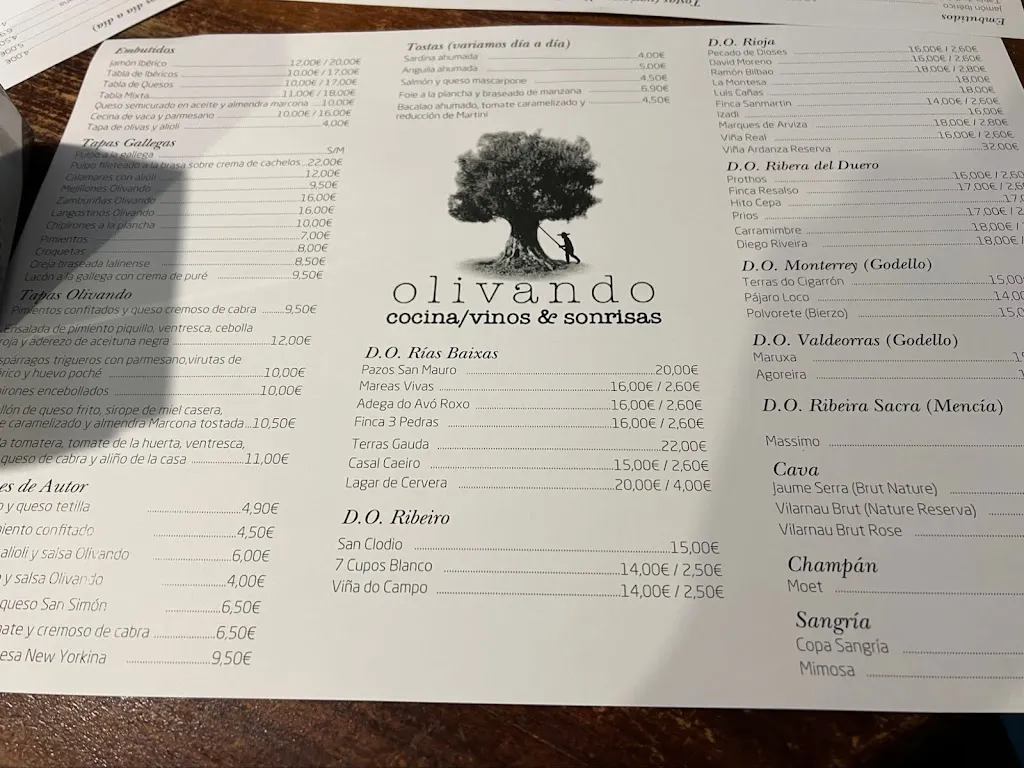 Embutidos
Jamón Ibérico 12,00€ / 20,00€
Tabla de Ibéricos 10,00€ / 17,00€
Tabla de Quesos 10,00€ / 17,00€
Tabla Mixta 11,00€ / 18,00€
Queso semicurado en aceite y almendra marcona 10,00€
Cecina de vaca y parmesano 10,00€ / 16,00€
Tapa de olivas y alioli 4,00€
Tapas Gallegas
Pulpo a la gallega S/M
Pulpo fileteado a la brasa sobre crema de cachelos 22,00€
Calamares con alioli 12,00€
Mejillones Olivando 9,50€
Zamburiñas Olivando 16,00€
Langostinos Olivando 16,00€
Chipirones a la plancha 10,00€
Pimientos 7,00€
Croquetas 8,00€
Oreja braseada lalinense 8,50€
Lacón a la gallega con crema de puré 9,50€
Tapas Olivando
Pimientos confitados y queso cremoso de cabra 9,50€
Ensalada de pimiento piquillo, ventresca, cebolla
roja y aderezo de aceituna negra 12,00€
spárragos trigueros con parmesano,virutas de
érico y huevo poché 10,00€
pirones encebollados 10,00€
llón de queso frito, sirope de miel casera,
e caramelizado y almendra Marcona tostada 10,50€
la tomatera, tomate de la huerta, ventresca,
queso de cabra y aliño de la casa 11,00€
es de Autor
o y queso tetilla 4,90€
iento confitado 4,50€
alioli y salsa Olivando 6,00€
y salsa Olivando 4,00€
queso San Simón 6,50€
ate y cremoso de cabra 6,50€
esa New Yorkina 9,50€
Tostas (variamos día a día)
Sardina ahumada 4,00€
Anguila ahumada 5,00€
Salmón y queso mascarpone 4,50€
Foie a la plancha y braseado de manzana 6,90€
Bacalao ahumado, tomate caramelizado y 4,50€
reducción de Martini
olivando
cocina/vinos & sonrisas
D.O. Rías Baixas
Pazos San Mauro 20,00€
Mareas Vivas 16,00€ / 2,60€
Adega do Avó Roxo 16,00€ / 2,60€
Finca 3 Pedras 16,00€ / 2,60€
Terras Gauda 22,00€
Casal Caeiro 15,00€ / 2,60€
Lagar de Cervera 20,00€ / 4,00€
D.O. Ribeiro
San Clodio 15,00€
7 Cupos Blanco 14,00€ / 2,50€
Viña do Campo 14,00€ / 2,50€
D.O. Rioja
Pecado de Dioses 16,00€ / 2,60€
David Moreno 16,00€ / 2,60€
Ramón Bilbao 18,00€ / 2,80€
La Montesa 18,00€
Luis Cañas 18,00€
Finca Sanmartin 14,00€ / 2,60€
Izadi 16,00€
Marques de Arviza 18,00€ / 2,80€
Viña Real 16,00€ / 2,60€
Viña Ardanza Reserva 32,00€
D.O. Ribera del Duero
Prothos 16,00€ / 2,60
Finca Resalso 17,00€ / 2,6
Hito Cepa 17,0
Prios 17,00€ / 2,
Carramimbre 18,00€ /
Diego Riveira 18,00€ /
D.O. Monterrey (Godello)
Terras do Cigarrón 15,00
Pájaro Loco 14,0
Polvorete (Bierzo) 15,0
D.O. Valdeorras (Godello)
Maruxa
Agoreira
D.O. Ribeira Sacra (Mencía)
Massimo
Cava
Jaume Serra (Brut Nature)
Vilarnau Brut (Nature Reserva)
Vilarnau Brut Rose
Champán
Moet
Sangría
Copa Sangría
Mimosa
Embutidos
Jamón Ibérico